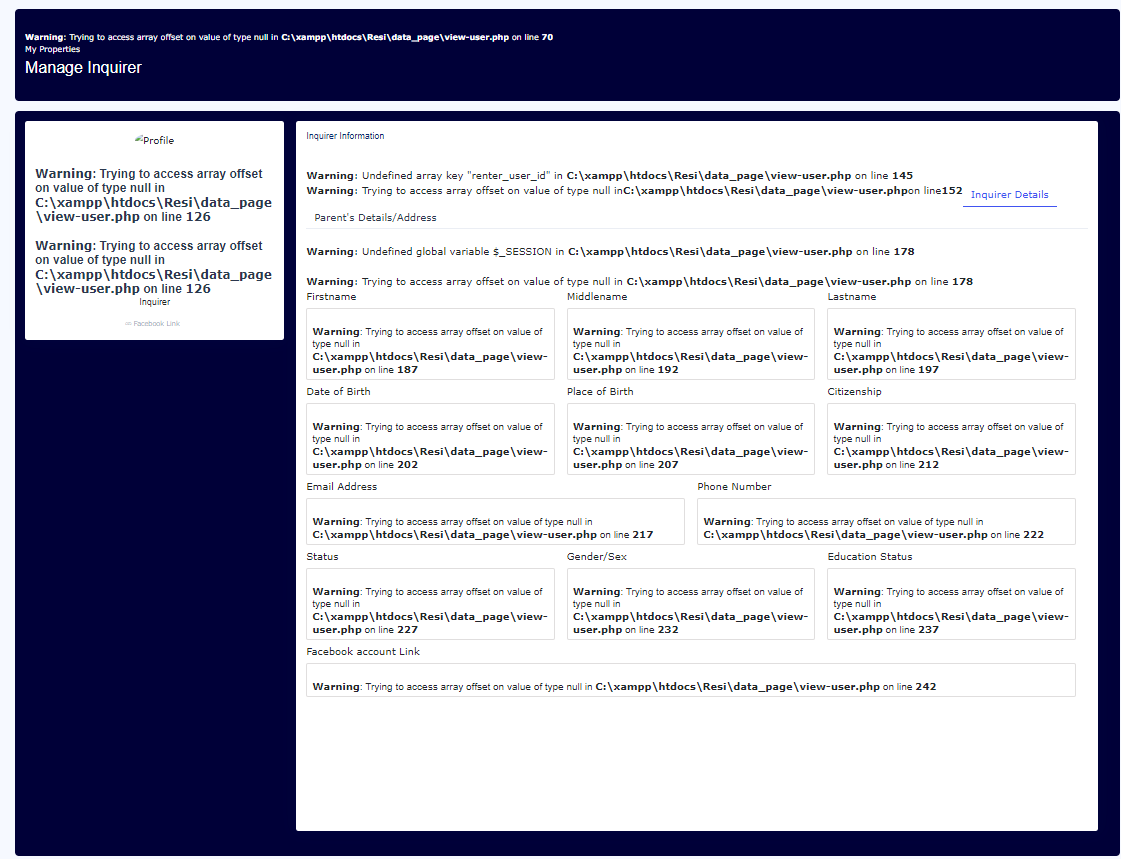 Warning: Trying to access array offset on value of type null in C:\xampp\htdocs\Resi\data_page\view-user.php on line 70
My Properties
Manage Inquirer
Profile
Warning: Trying to access array offset
on value of type null in
C:\xampp\htdocs\Resi\data_page
\view-user.php on line 126
Warning: Trying to access array offset
on value of type null in
C:\xampp\htdocs\Resi\data_page
\view-user.php on line 126
Inquirer
Facebook Link
Inquirer Information
Warning: Undefined array key "renter_user_id" in C:\xampp\htdocs\Resi\data_page\view-user.php on line 145
Warning: Trying to access array offset on value of type null inC:\xampp\htdocs\Resi\data_page\view-user.phpon line152 Inquirer Details
Parent's Details/Address
Warning: Undefined global variable $_SESSION in C:\xampp\htdocs\Resi\data_page\view-user.php on line 178
Warning: Trying to access array offset on value of type null in C:\xampp\htdocs\Resi\data_page\view-user.php on line 178
Firstname
Warning: Trying to access array offset on value of
type null in
C:\xampp\htdocs\Resi\data_page\view-
user.php on line 187
Middlename
Warning: Trying to access array offset on value of
type null in
C:\xampp\htdocs\Resi\data_page\view-
user.php on line 192
Lastname
Warning: Trying to access array offset on value of
type null in
C:\xampp\htdocs\Resi\data_page\view-
user.php on line 197
Date of Birth
Warning: Trying to access array offset on value of
type null in
C:\xampp\htdocs\Resi\data_page\view-
user.php on line 202
Place of Birth
Warning: Trying to access array offset on value of
type null in
C:\xampp\htdocs\Resi\data_page\view-
user.php on line 207
Citizenship
Warning: Trying to access array offset on value of
type null in
C:\xampp\htdocs\Resi\data_page\view-
user.php on line 212
Email Address
Warning: Trying to access array offset on value of type null in
C:\xampp\htdocs\Resi\data_page\view-user.php on line 217
Phone Number
Warning: Trying to access array offset on value of type null in
C:\xampp\htdocs\Resi\data_page\view-user.php on line 222
Status
Warning: Trying to access array offset on value of
type null in
C:\xampp\htdocs\Resi\data_page\view-
user.php on line 227
Gender/Sex
Warning: Trying to access array offset on value of
type null in
C:\xampp\htdocs\Resi\data_page\view-
user.php on line 232
Education Status
Warning: Trying to access array offset on value of
type null in
C:\xampp\htdocs\Resi\data_page\view-
user.php on line 237
Facebook account Link
Warning: Trying to access array offset on value of type null in C:\xampp\htdocs\Resi\data_page\view-user.php on line 242